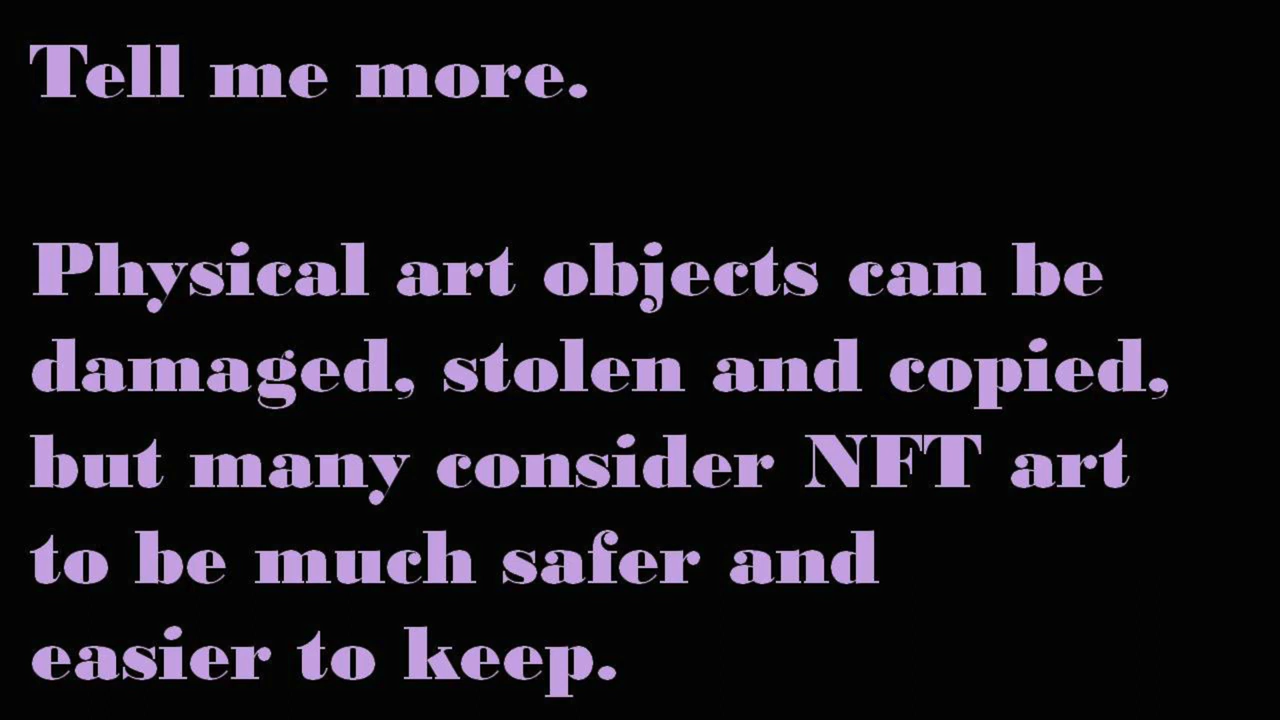 Tell me more.
Physical art objects can be
damaged, stolen and copied,
but many consider NFT art
to be much safer and
easier to keep.